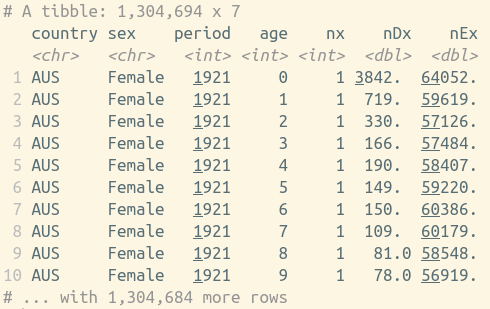 # A tibble: 1,304,694 x 7
country sex period age nx nDx nEx
<chr> <chr> <int> <int> <int> <dbl> <dbl>
1 AUS Female 1921 0 1 3842. 64052.
2 AUS Female 1921 1 1 719. 59619.
3 AUS Female 1921 2 1 330. 57126.
4 AUS Female 1921 3 1 166. 57484.
5 AUS Female 1921 4 1 190. 58407.
6 AUS Female 1921 5 1 149. 59220.
7 AUS Female 1921 6 1 150. 60386.
8 AUS Female 1921 7 1 109. 60179.
9 AUS Female 1921 8 1 81.0 58548.
10 AUS Female 1921 9 1 78.0 56919.
# ... with 1,304,684 more rows